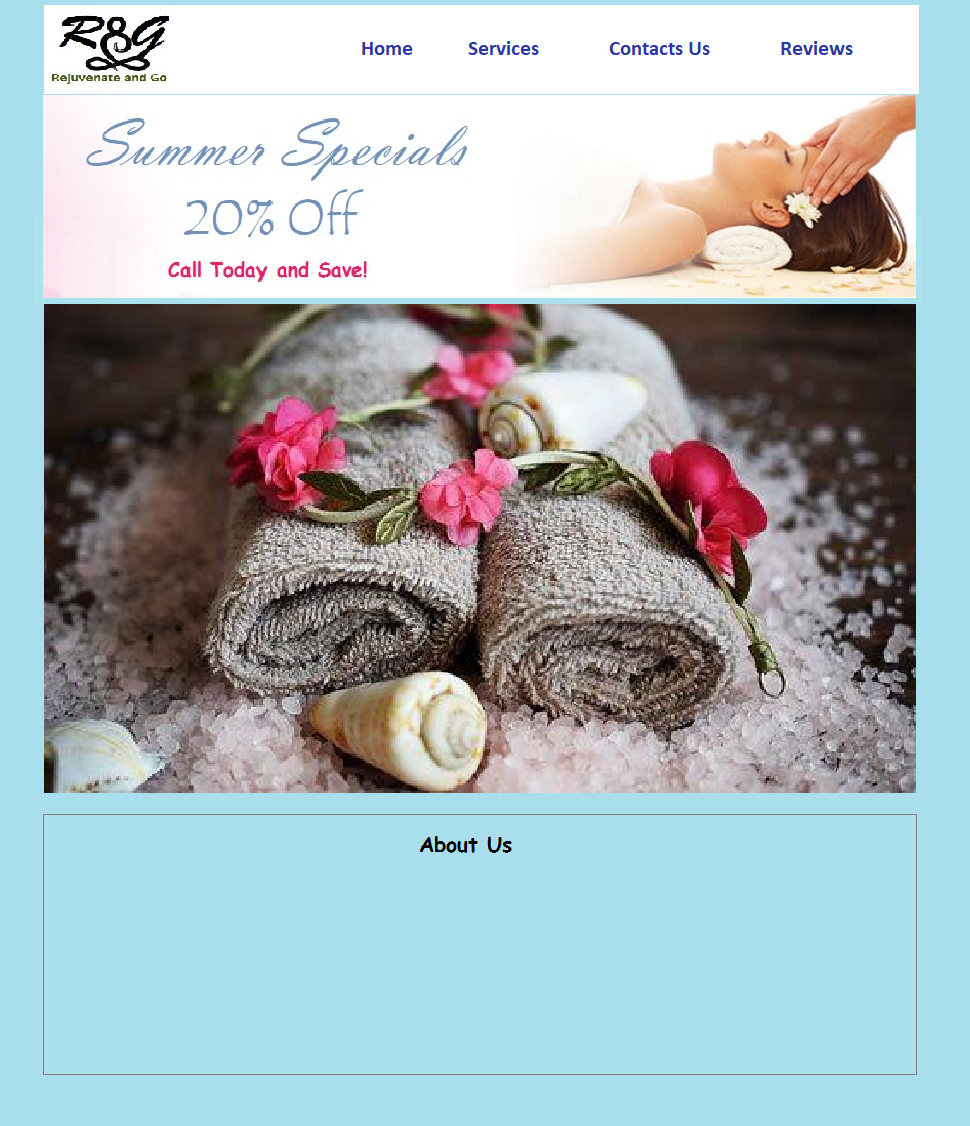 R&G
Rejuvenate and Go
Home Services Contacts Us Reviews
Summer Specials
20% Off
Call Today and Save!
About Us